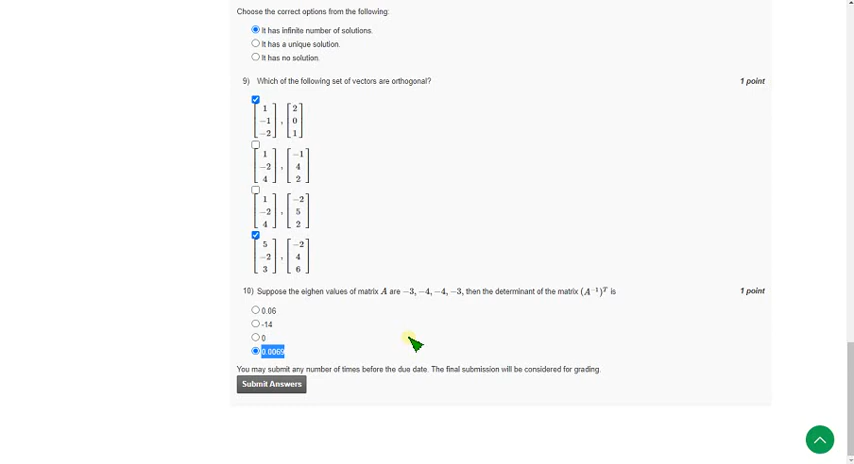 Choose the correct options from the following:
It has infinite number of solutions.
It has a unique solution.
It has no solution.
9) Which of the following set of vectors are orthogonal? 1 point
1 2
−1 , 0
−2 1
1 −1
−2 , 4
4 2
1 −2
−2 , 5
4 2
5 −2
−2 , 4
3 6
10) Suppose the eighen values of matrix A are −3, −4, −4, −3, then the determinant of the matrix (A⁻¹)ᵀ is 1 point
0.06
-14
0
0.0069
You may submit any number of times before the due date. The final submission will be considered for grading.
Submit Answers